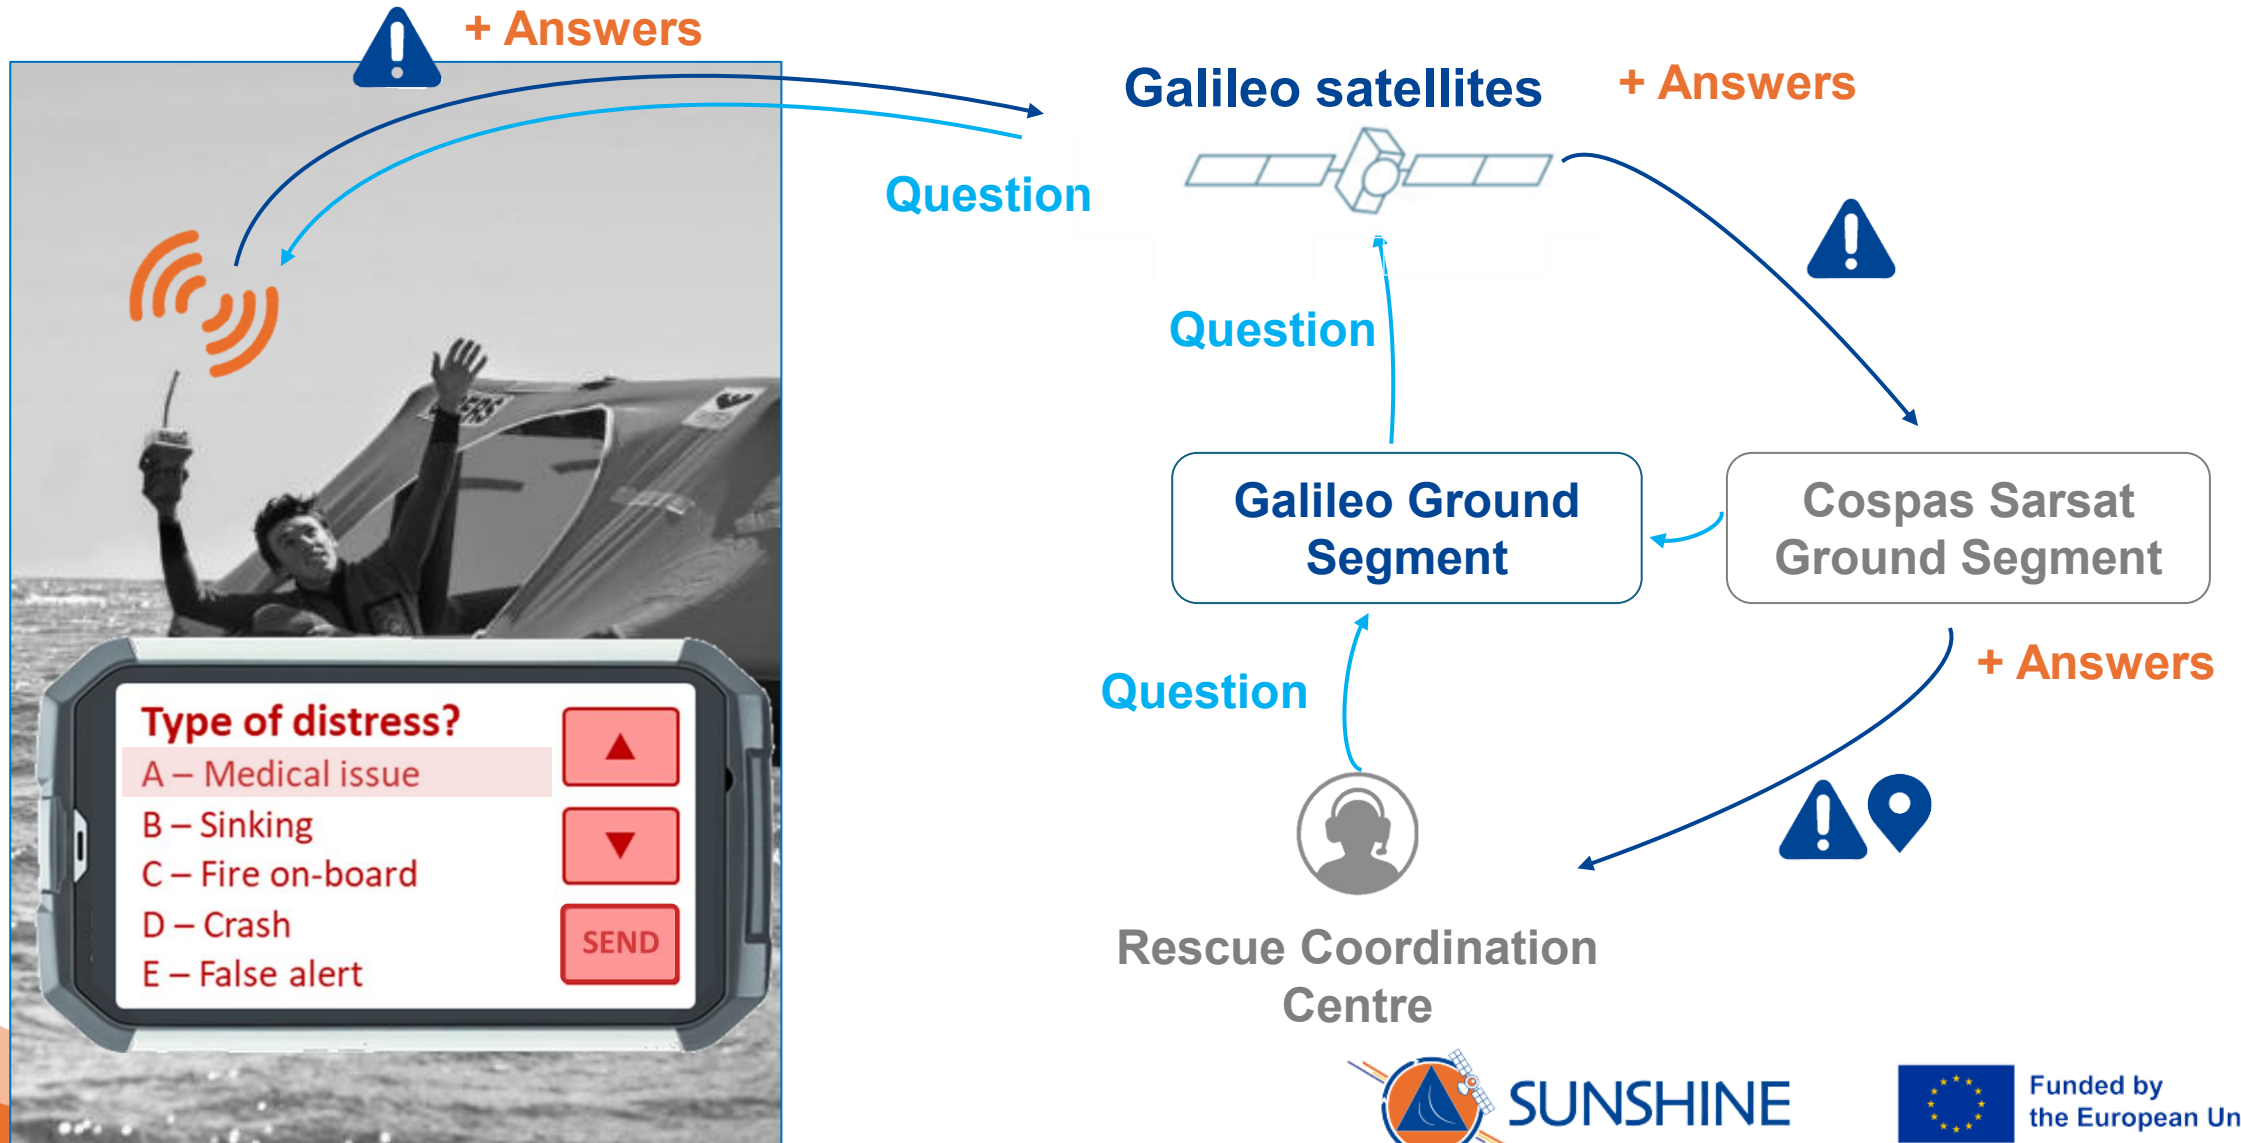 + Answers
Galileo satellites
+ Answers
Question
Question
Galileo Ground
Segment
Cospas Sarsat
Ground Segment
+ Answers
Question
Type of distress?
A – Medical issue
B – Sinking
C – Fire on-board
D – Crash
E – False alert
▲
▼
SEND
Rescue Coordination
Centre
SUNSHINE
Funded by
the European Un